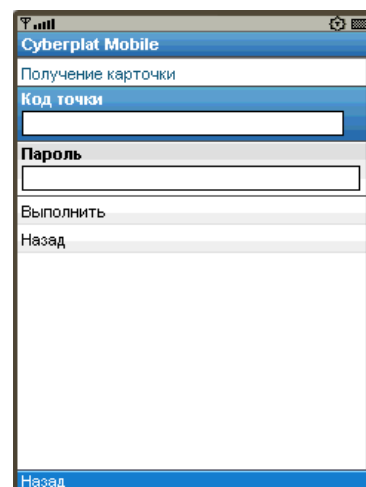 Cyberplat Mobile
Получение карточки
Код точки
Пароль
Выполнить
Назад
Назад